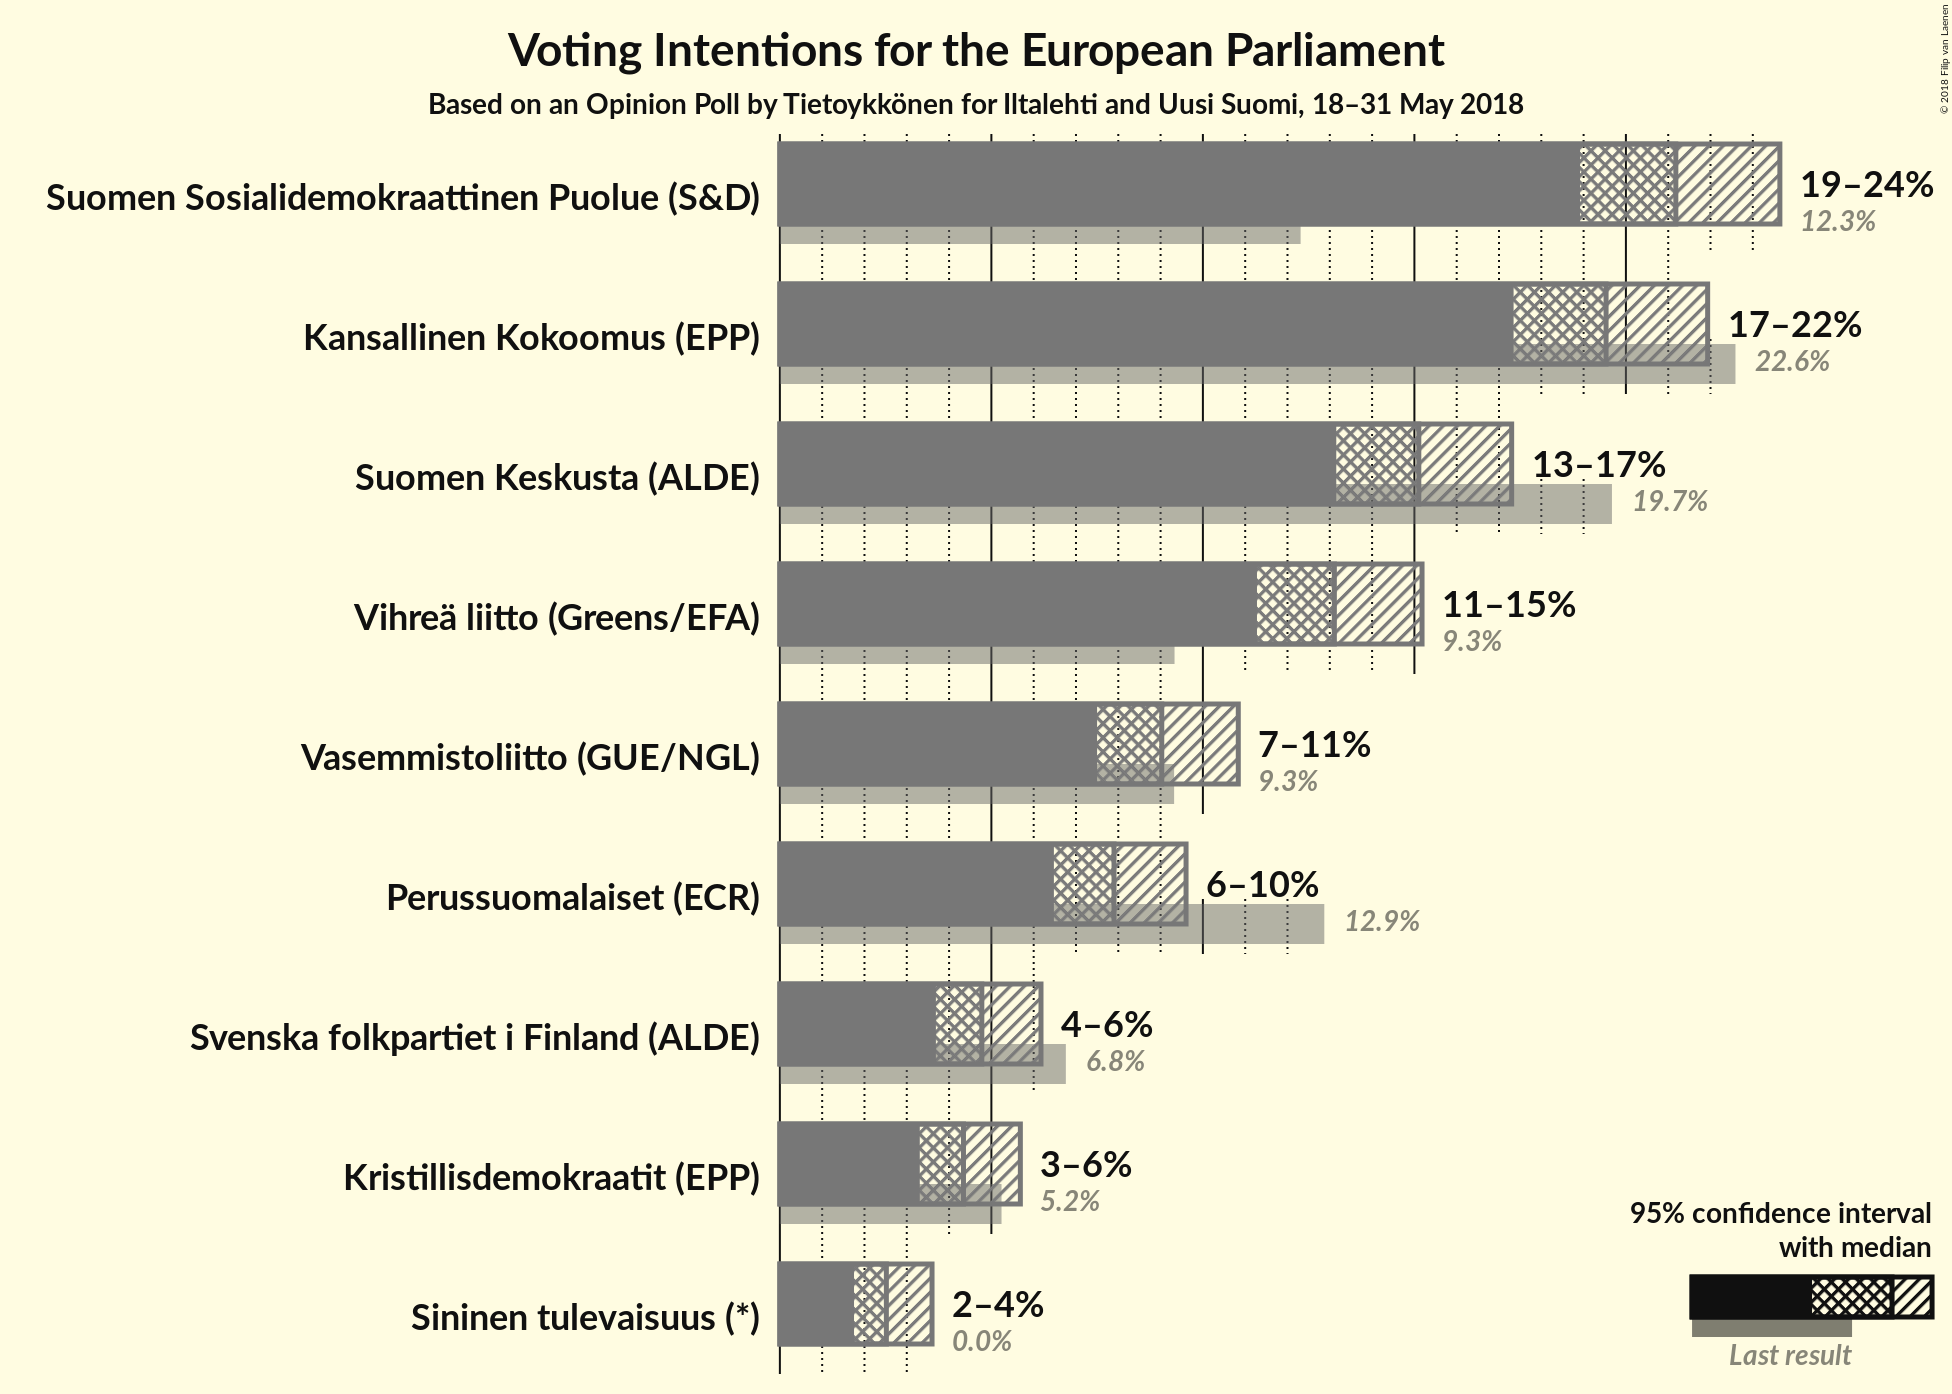 Voting Intentions for the European Parliament
Based on an Opinion Poll by Tietoykkönen for Iltalehti and Uusi Suomi, 18–31 May 2018
© 2018 Filip van Laenen
Suomen Sosialidemokraattinen Puolue (S&D)
19–24%
12.3%
Kansallinen Kokoomus (EPP)
17–22%
22.6%
Suomen Keskusta (ALDE)
13–17%
19.7%
Vihreä liitto (Greens/EFA)
11–15%
9.3%
Vasemmistoliitto (GUE/NGL)
7–11%
9.3%
Perussuomalaiset (ECR)
6–10%
12.9%
Svenska folkpartiet i Finland (ALDE)
4–6%
6.8%
Kristillisdemokraatit (EPP)
3–6%
5.2%
Sininen tulevaisuus (*)
2–4%
0.0%
95% confidence interval
with median
Last result